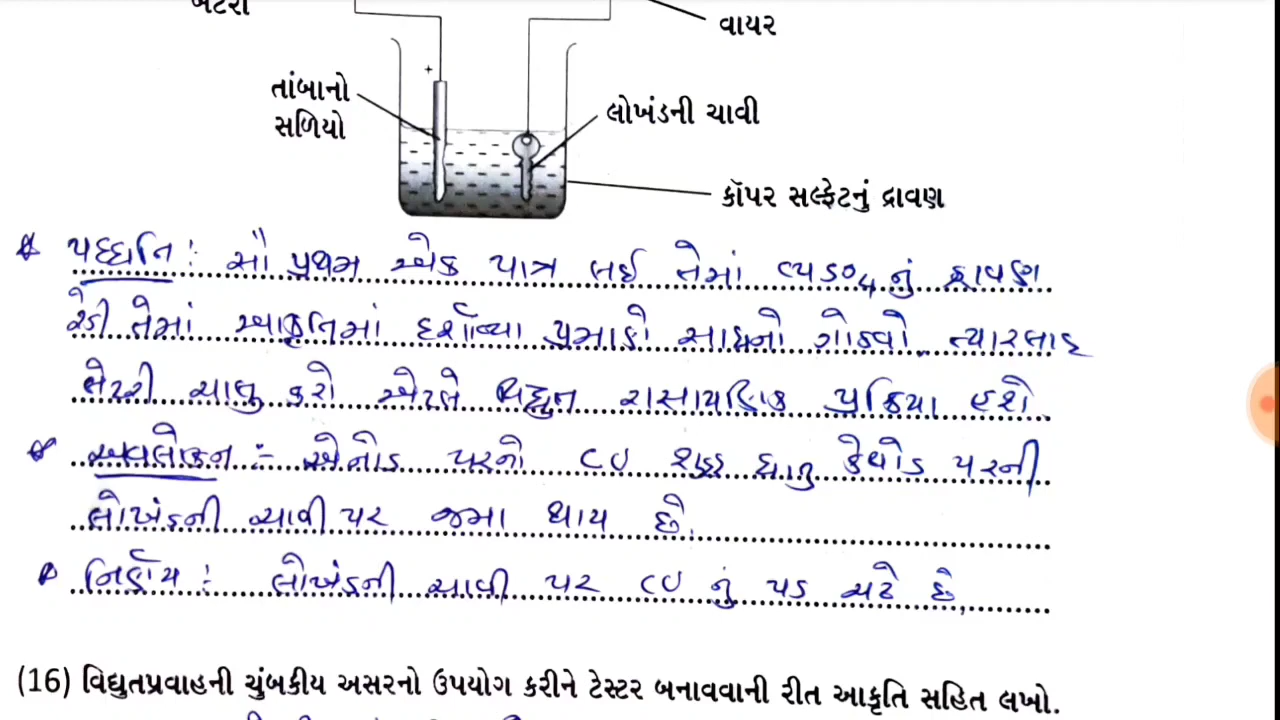 બેટરી
વાયર
+
તાંબાનો
સળિયો
લોખંડની ચાવી
કૉપર સલ્ફેટનું દ્રાવણ
પધ્ધતિ : સૌ પ્રથમ એક પાત્ર લઈ તેમાં નું દ્રાવણ
રેડી તેમાં આકૃતિમાં દર્શાવ્યા પ્રમાણે સાધનો ગોઠવો. ત્યારબાદ
બેટરી ચાલુ કરો એટલે વિદ્યુત રાસાયણિક પ્રક્રિયા થશે.
અવલોકન :- એનોડ પરનો CU શુદ્ધ ધાતુ કેથોડ પરની
લોખંડની ચાવી પર જમા થાય છે.
નિર્ણય : લોખંડની ચાવી પર CU નું પડ ચઢે છે.
(16) વિદ્યુતપ્રવાહની ચુંબકીય અસરનો ઉપયોગ કરીને ટેસ્ટર બનાવવાની રીત આકૃતિ સહિત લખો.